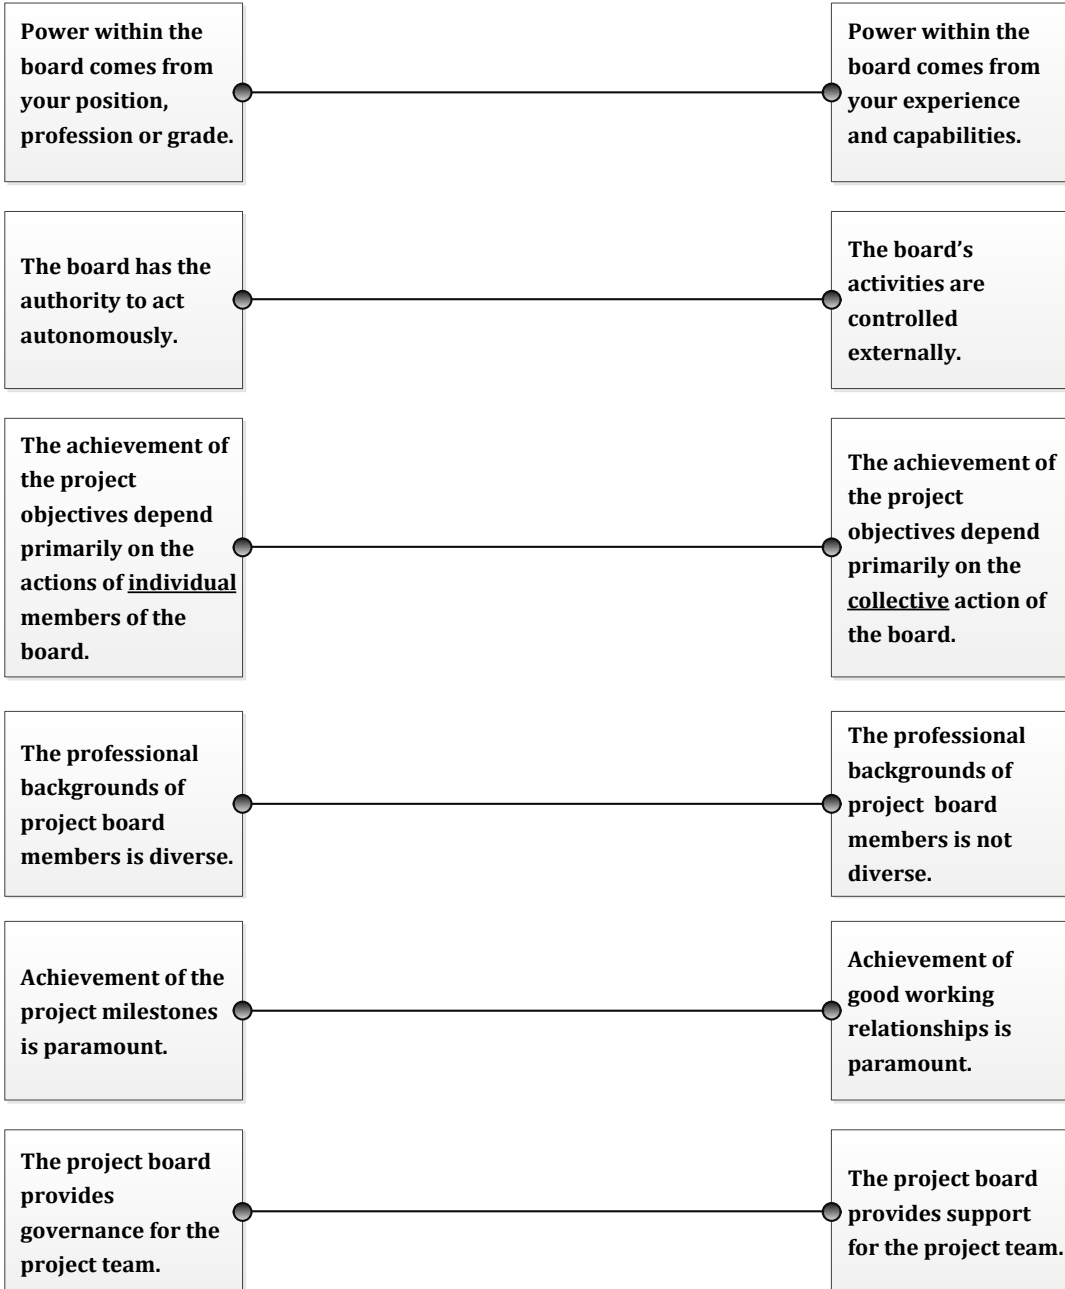 Power within the
board comes from
your position,
profession or grade.
Power within the
board comes from
your experience
and capabilities.
The board has the
authority to act
autonomously.
The board’s
activities are
controlled
externally.
The achievement of
the project
objectives depend
primarily on the
actions of individual
members of the
board.
The achievement of
the project
objectives depend
primarily on the
collective action of
the board.
The professional
backgrounds of
project board
members is diverse.
The professional
backgrounds of
project  board
members is not
diverse.
Achievement of the
project milestones
is paramount.
Achievement of
good working
relationships is
paramount.
The project board
provides
governance for the
project team.
The project board
provides support
for the project team.